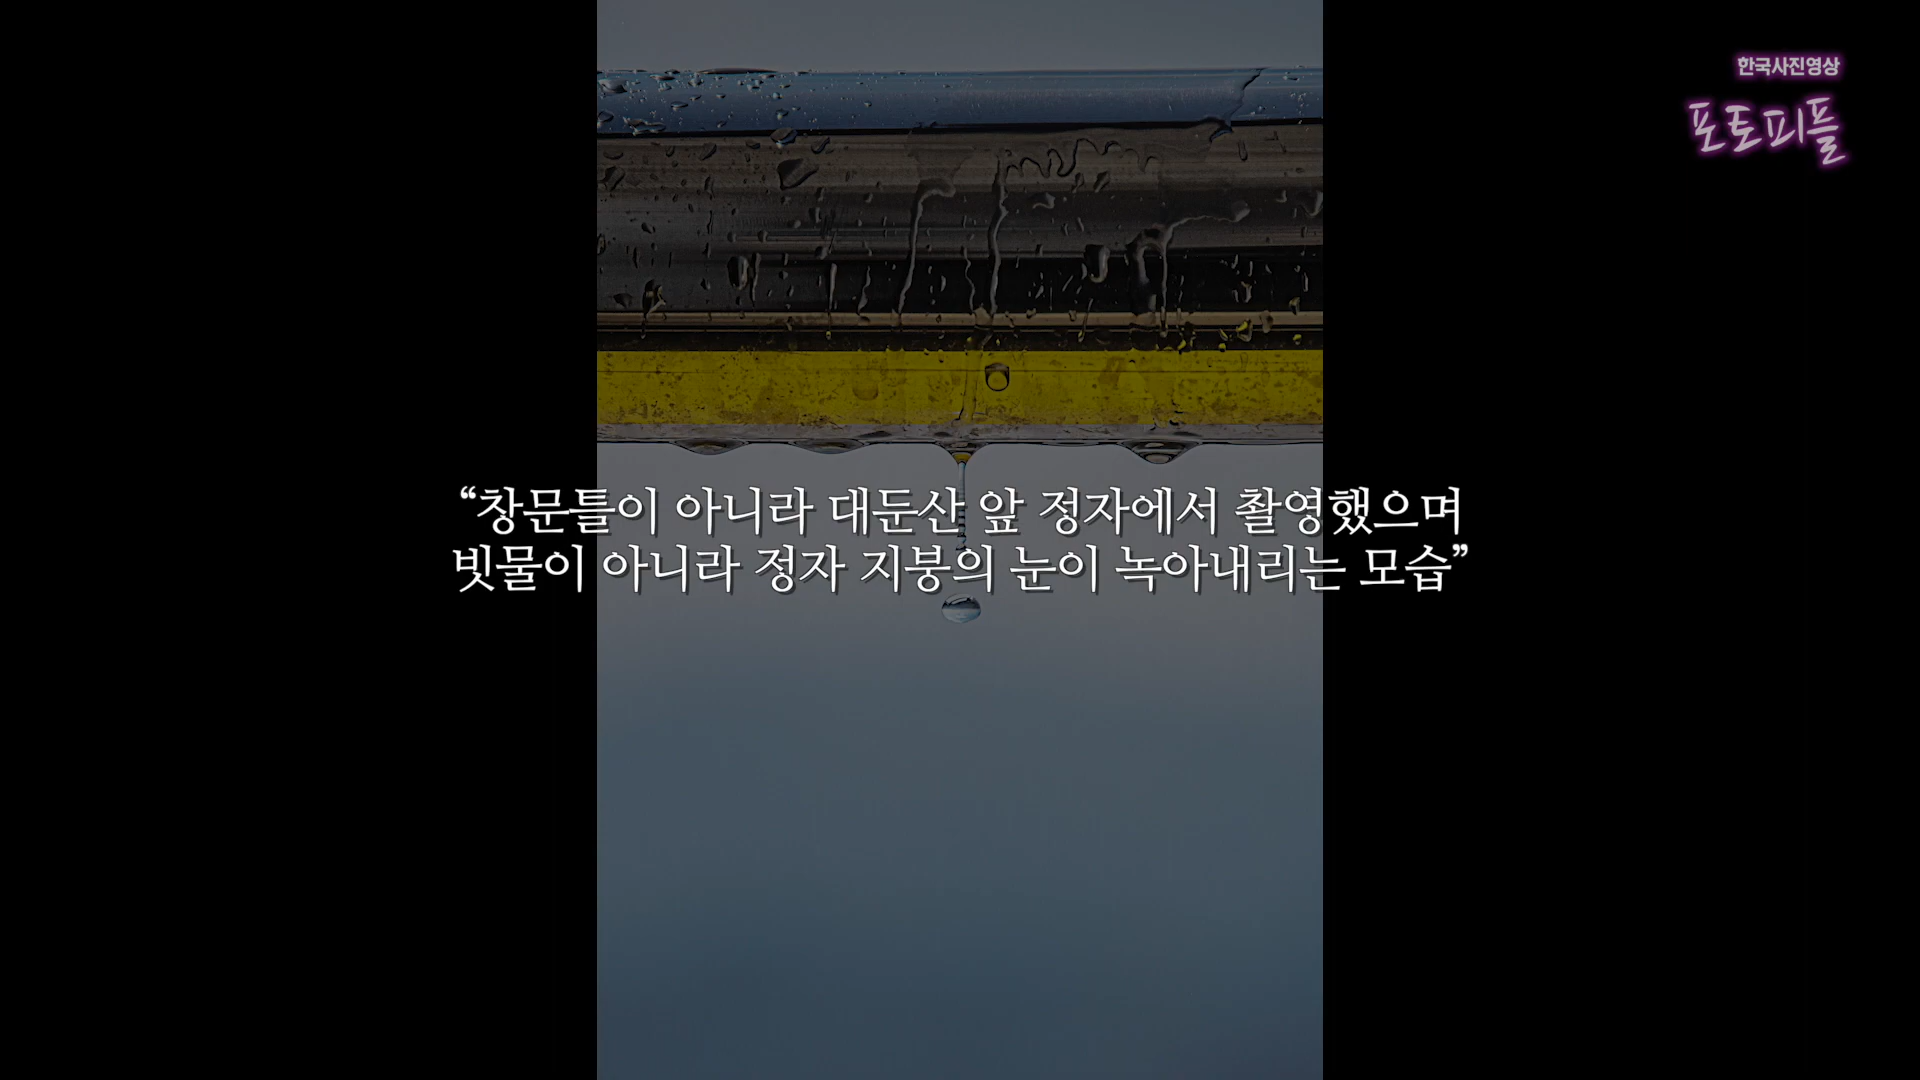 한국사진영상
포토피플
“창문틀이 아니라 대둔산 앞 정자에서 촬영했으며
빗물이 아니라 정자 지붕의 눈이 녹아내리는 모습”